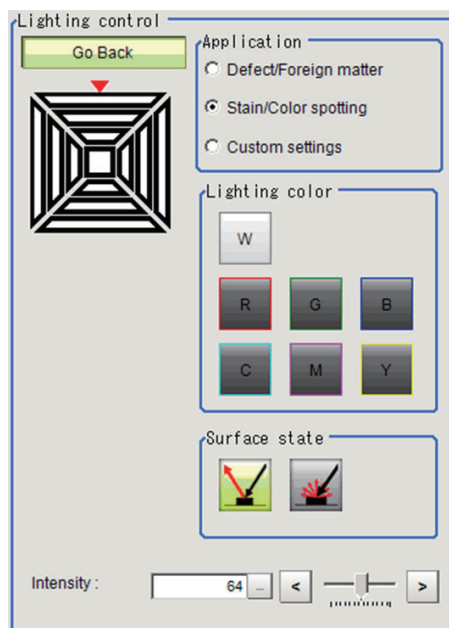 Lighting control
Go Back
Application
Defect/Foreign matter
Stain/Color spotting
Custom settings
Lighting color
W
R G B
C M Y
Surface state
Intensity : 64 ... < >